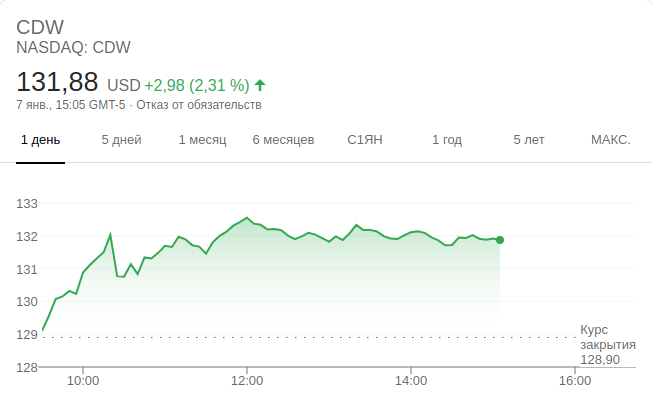 CDW
NASDAQ: CDW
131,88 USD +2,98 (2,31 %)
7 янв., 15:05 GMT-5 · Отказ от обязательств
1 день 5 дней 1 месяц 6 месяцев С1ЯН 1 год 5 лет МАКС.
133
132
131
130
129
128
Курс
закрытия
128,90
10:00 12:00 14:00 16:00